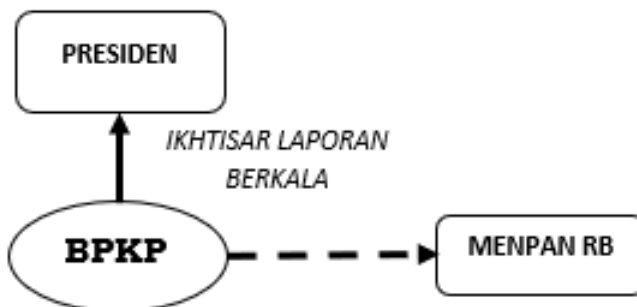 PRESIDEN
IKHTISAR LAPORAN
BERKALA
BPKP
MENPAN RB